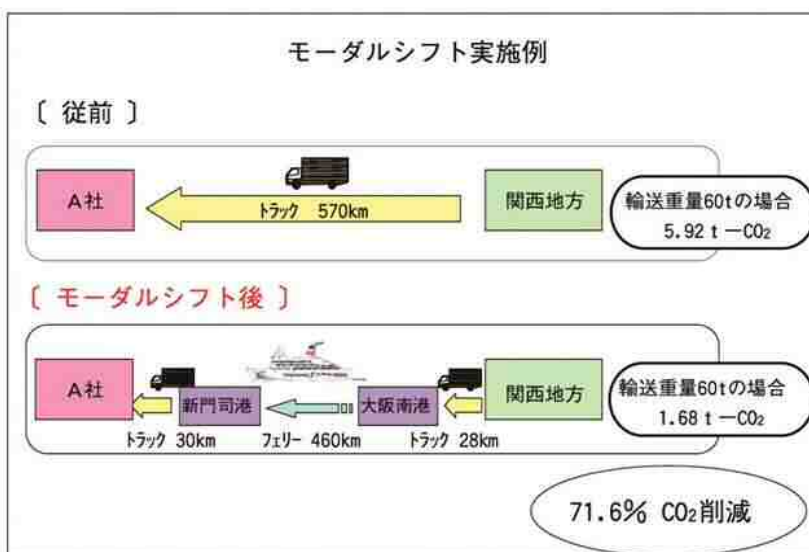 モーダルシフト実施例
〔 従前 〕
A社
トラック 570km
関西地方
輸送重量60tの場合
5.92 t－CO₂
〔 モーダルシフト後 〕
A社
新門司港
大阪南港
関西地方
トラック 30km
フェリー 460km
トラック 28km
輸送重量60tの場合
1.68 t－CO₂
71.6% CO₂削減